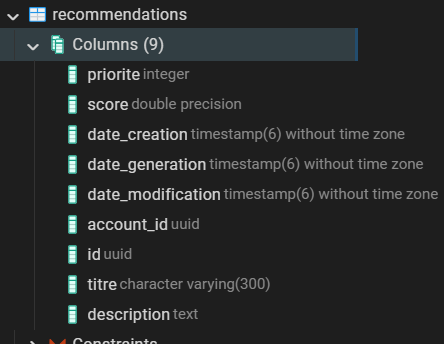 recommendations
Columns (9)
priorite integer
score double precision
date_creation timestamp(6) without time zone
date_generation timestamp(6) without time zone
date_modification timestamp(6) without time zone
account_id uuid
id uuid
titre character varying(300)
description text
Constraints